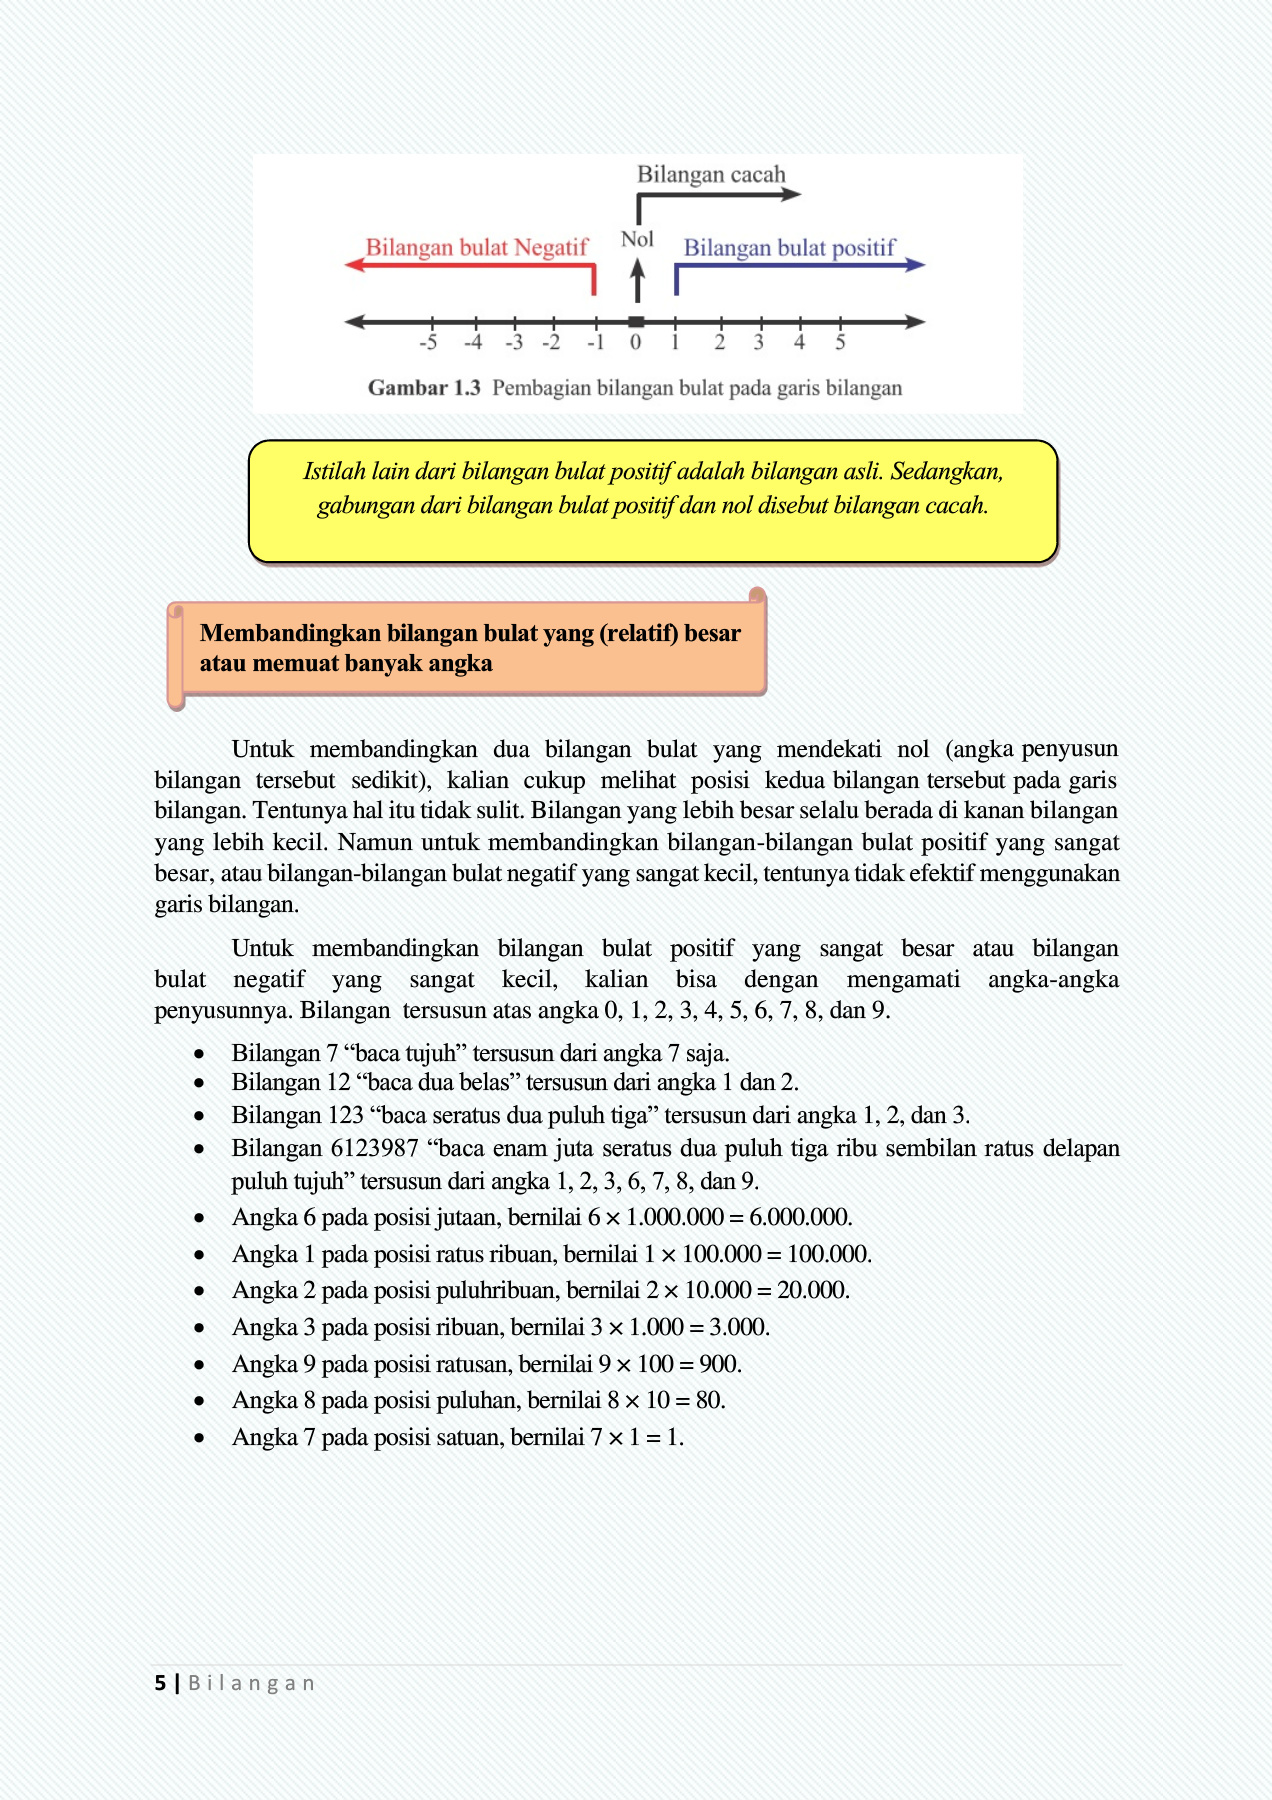 Bilangan cacah
Bilangan bulat Negatif
Nol
Bilangan bulat positif
-5 -4 -3 -2 -1 0 1 2 3 4 5
Gambar 1.3 Pembagian bilangan bulat pada garis bilangan
Istilah lain dari bilangan bulat positif adalah bilangan asli. Sedangkan,
gabungan dari bilangan bulat positif dan nol disebut bilangan cacah.
Membandingkan bilangan bulat yang (relatif) besar
atau memuat banyak angka
Untuk membandingkan dua bilangan bulat yang mendekati nol (angka penyusun
bilangan tersebut sedikit), kalian cukup melihat posisi kedua bilangan tersebut pada garis
bilangan. Tentunya hal itu tidak sulit. Bilangan yang lebih besar selalu berada di kanan bilangan
yang lebih kecil. Namun untuk membandingkan bilangan-bilangan bulat positif yang sangat
besar, atau bilangan-bilangan bulat negatif yang sangat kecil, tentunya tidak efektif menggunakan
garis bilangan.
Untuk membandingkan bilangan bulat positif yang sangat besar atau bilangan
bulat negatif yang sangat kecil, kalian bisa dengan mengamati angka-angka
penyusunnya. Bilangan tersusun atas angka 0, 1, 2, 3, 4, 5, 6, 7, 8, dan 9.
• Bilangan 7 “baca tujuh” tersusun dari angka 7 saja.
• Bilangan 12 “baca dua belas” tersusun dari angka 1 dan 2.
• Bilangan 123 “baca seratus dua puluh tiga” tersusun dari angka 1, 2, dan 3.
• Bilangan 6123987 “baca enam juta seratus dua puluh tiga ribu sembilan ratus delapan
puluh tujuh” tersusun dari angka 1, 2, 3, 6, 7, 8, dan 9.
• Angka 6 pada posisi jutaan, bernilai 6 × 1.000.000 = 6.000.000.
• Angka 1 pada posisi ratus ribuan, bernilai 1 × 100.000 = 100.000.
• Angka 2 pada posisi puluhribuan, bernilai 2 × 10.000 = 20.000.
• Angka 3 pada posisi ribuan, bernilai 3 × 1.000 = 3.000.
• Angka 9 pada posisi ratusan, bernilai 9 × 100 = 900.
• Angka 8 pada posisi puluhan, bernilai 8 × 10 = 80.
• Angka 7 pada posisi satuan, bernilai 7 × 1 = 1.
5 | Bilangan